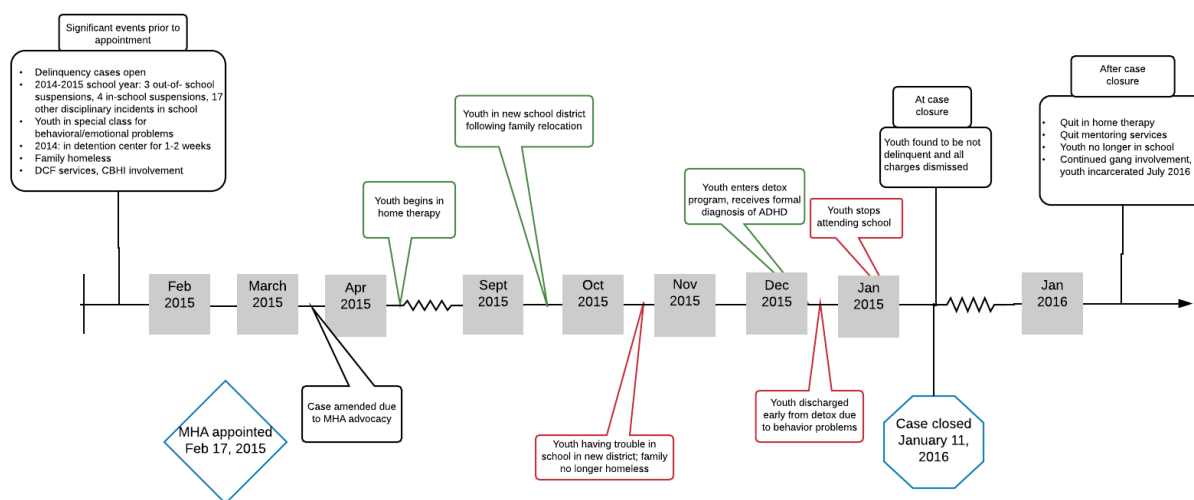 Significant events prior to
appointment
• Delinquency cases open
• 2014-2015 school year: 3 out-of- school
suspensions, 4 in-school suspensions, 17
other disciplinary incidents in school
• Youth in special class for
behavioral/emotional problems
• 2014: in detention center for 1-2 weeks
• Family homeless
• DCF services, CBHI involvement
Youth begins in
home therapy
Youth in new school district
following family relocation
Youth enters detox
program, receives formal
diagnosis of ADHD
Youth stops
attending school
At case
closure
Youth found to be not
delinquent and all
charges dismissed
After case
closure
• Quit in home therapy
• Quit mentoring services
• Youth no longer in school
• Continued gang involvement,
youth incarcerated July 2016
Feb
2015
March
2015
Apr
2015
Sept
2015
Oct
2015
Nov
2015
Dec
2015
Jan
2015
Jan
2016
MHA appointed
Feb 17, 2015
Case amended due
to MHA advocacy
Youth having trouble in
school in new district; family
no longer homeless
Youth discharged
early from detox due
to behavior problems
Case closed
January 11,
2016